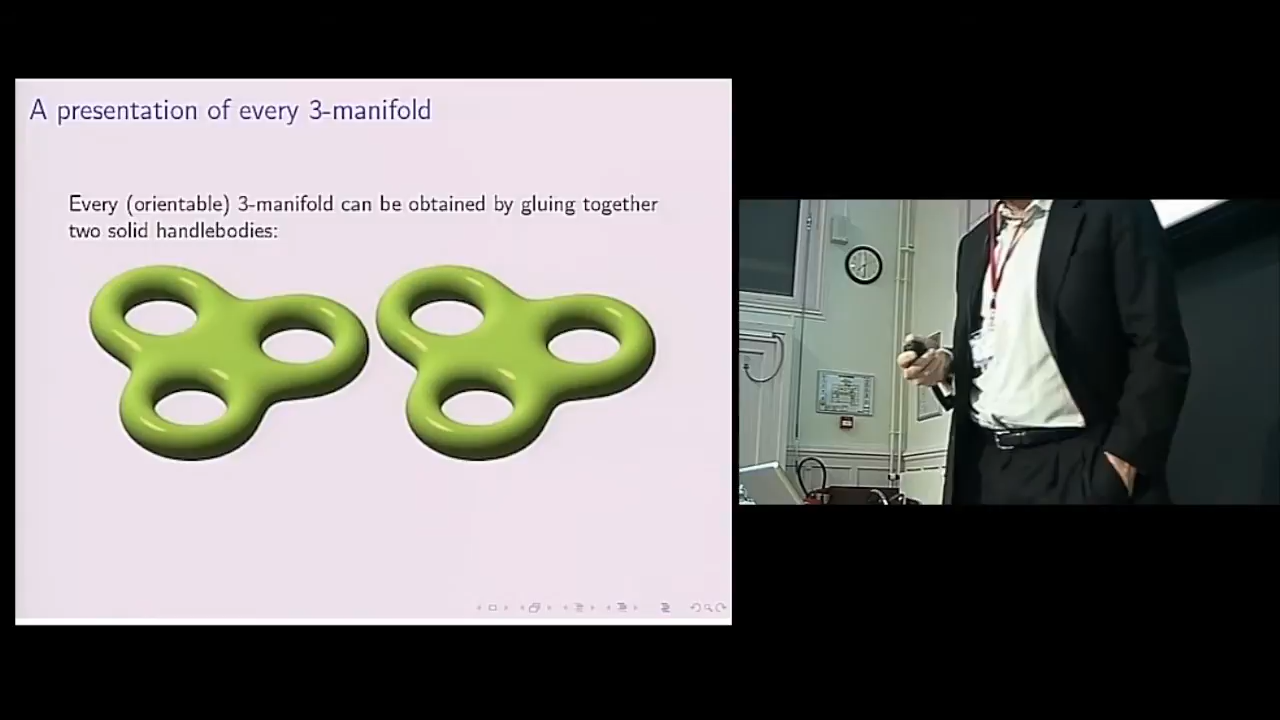 A presentation of every 3-manifold
Every (orientable) 3-manifold can be obtained by gluing together
two solid handlebodies: